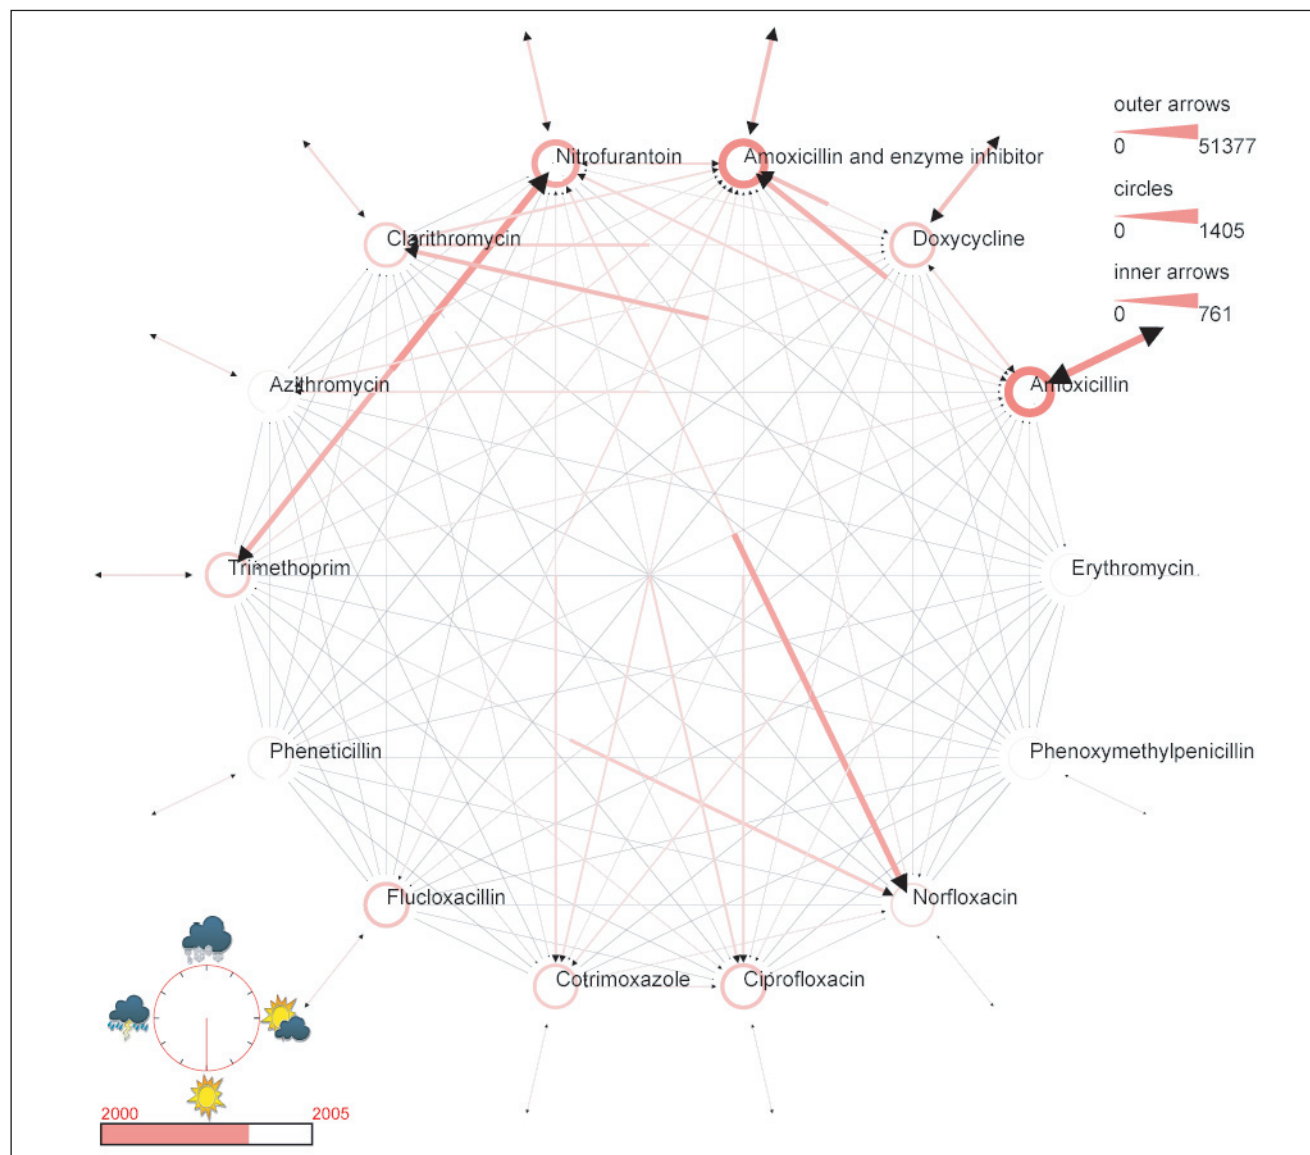 outer arrows
0 51377
Nitrofurantoin
Amoxicillin and enzyme inhibitor
circles
0 1405
Clarithromycin
Doxycycline
inner arrows
0 761
Azithromycin
Amoxicillin
Trimethoprim
Erythromycin
Pheneticillin
Phenoxymethylpenicillin
Flucloxacillin
Norfloxacin
Cotrimoxazole
Ciprofloxacin
2000 2005